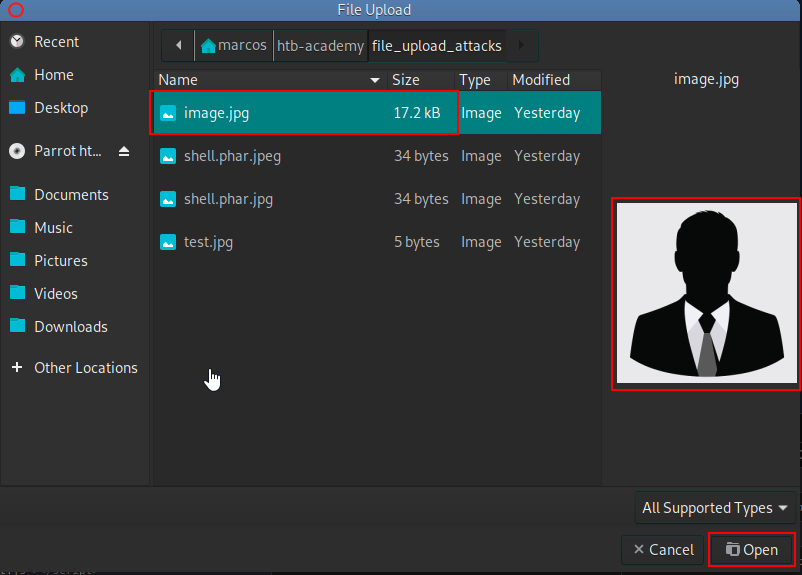 File Upload
Recent
Home
Desktop
Parrot ht...
Documents
Music
Pictures
Videos
Downloads
Other Locations
marcos htb-academy file_upload_attacks
Name Size Type Modified
image.jpg 17.2 kB Image Yesterday
shell.phar.jpeg 34 bytes Image Yesterday
shell.phar.jpg 34 bytes Image Yesterday
test.jpg 5 bytes Image Yesterday
image.jpg
All Supported Types
Cancel Open